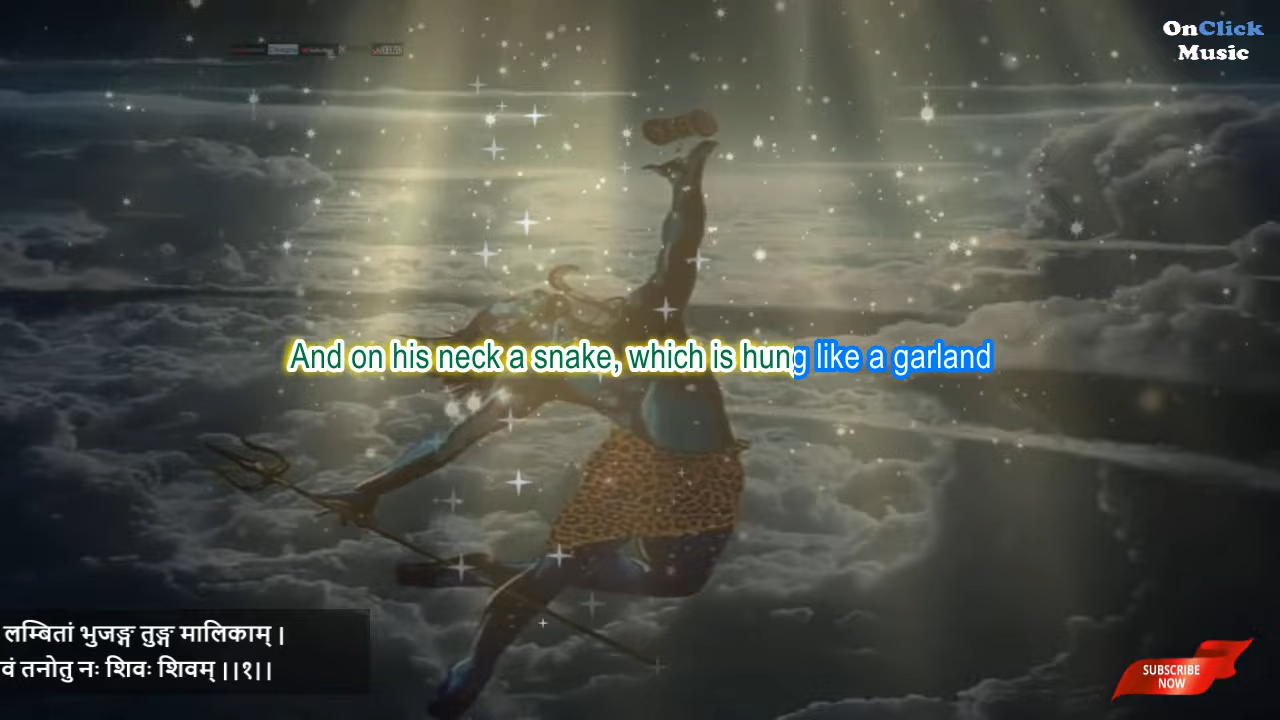 OnClick
Music
And on his neck a snake, which is hung like a garland
लम्बितां भुजङ्ग तुङ्ग मालिकाम् |
वं तनोतु नः शिवः शिवम् ||१||
SUBSCRIBE
NOW